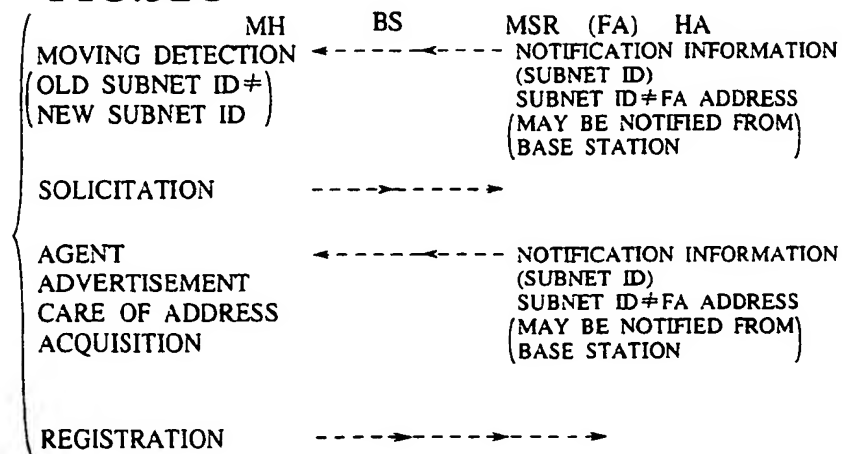 MH BS MSR (FA) HA
MOVING DETECTION NOTIFICATION INFORMATION
(OLD SUBNET ID≠ (SUBNET ID)
NEW SUBNET ID) SUBNET ID≠FA ADDRESS
(MAY BE NOTIFIED FROM
BASE STATION)
SOLICITATION
AGENT NOTIFICATION INFORMATION
ADVERTISEMENT (SUBNET ID)
CARE OF ADDRESS SUBNET ID≠FA ADDRESS
ACQUISITION (MAY BE NOTIFIED FROM
BASE STATION)
REGISTRATION